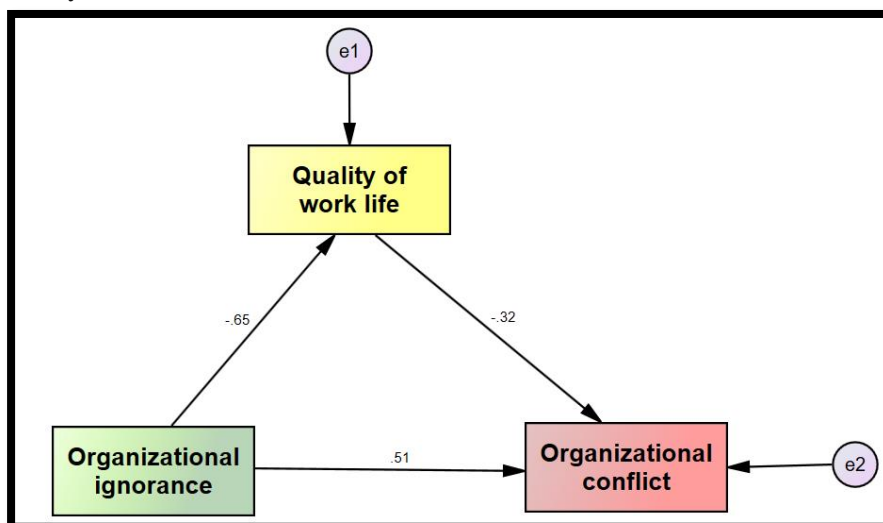 e1
Quality of
work life
-.65
-.32
Organizational
ignorance
.51
Organizational
conflict
e2